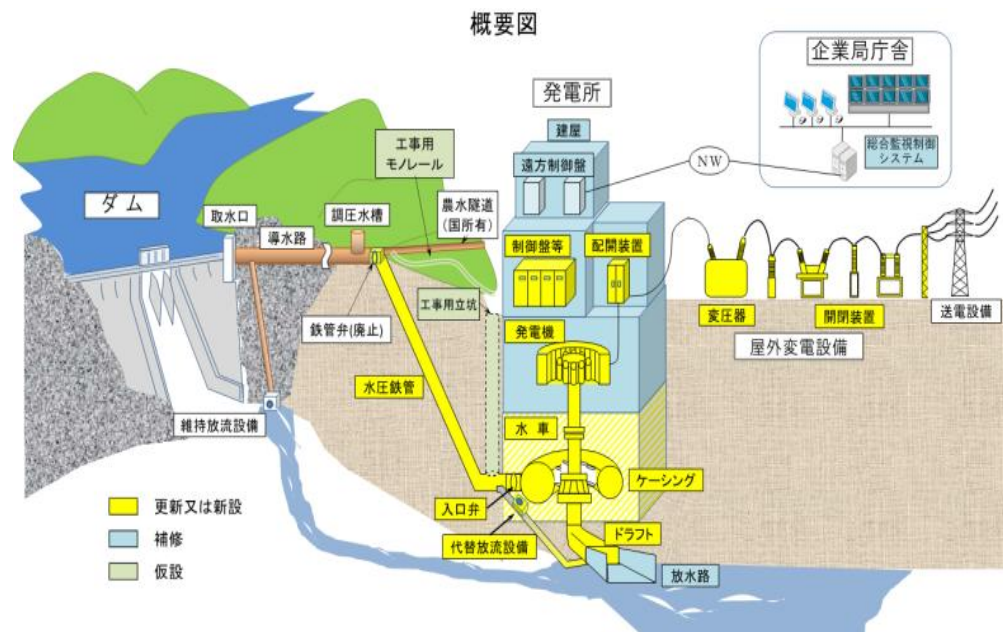 概要図
企業局庁舎
総合監視制御
システム
発電所
建屋
遠方制御盤
NW
工事用
モノレール
ダム
取水口
導水路
調圧水槽
農水隧道
(国所有)
制御盤等
配開装置
工事用立坑
鉄管弁(廃止)
発電機
変圧器
開閉装置
送電設備
屋外変電設備
水圧鉄管
水車
維持放流設備
ケーシング
入口弁
代替放流設備
ドラフト
放水路
更新又は新設
補修
仮設